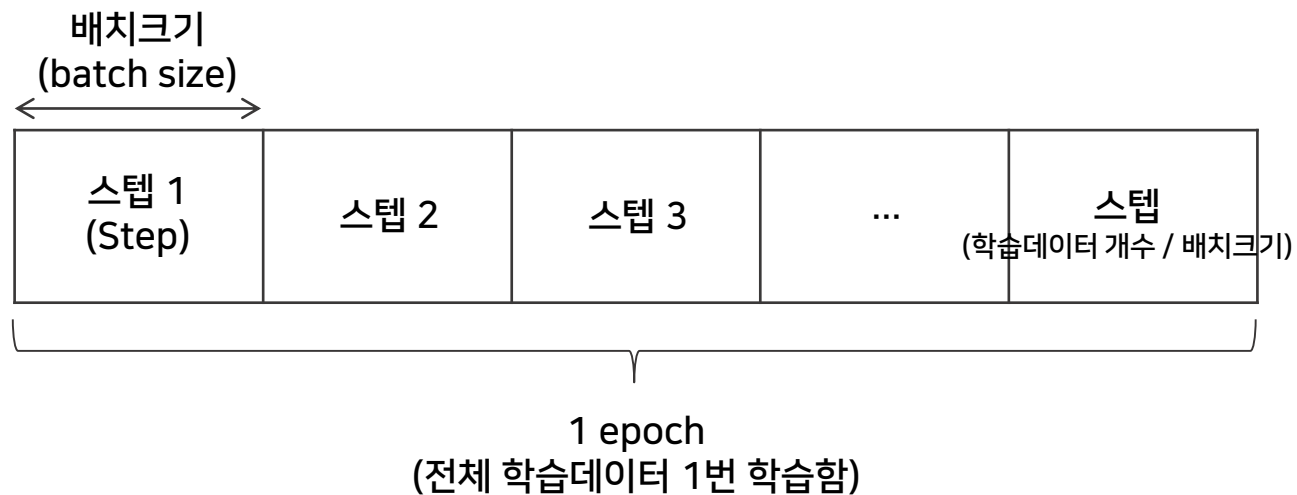 배치크기
(batch size)
스텝 1
(Step)
스텝 2
스텝 3
...
스텝
(학습데이터 개수 / 배치크기)
1 epoch
(전체 학습데이터 1번 학습함)